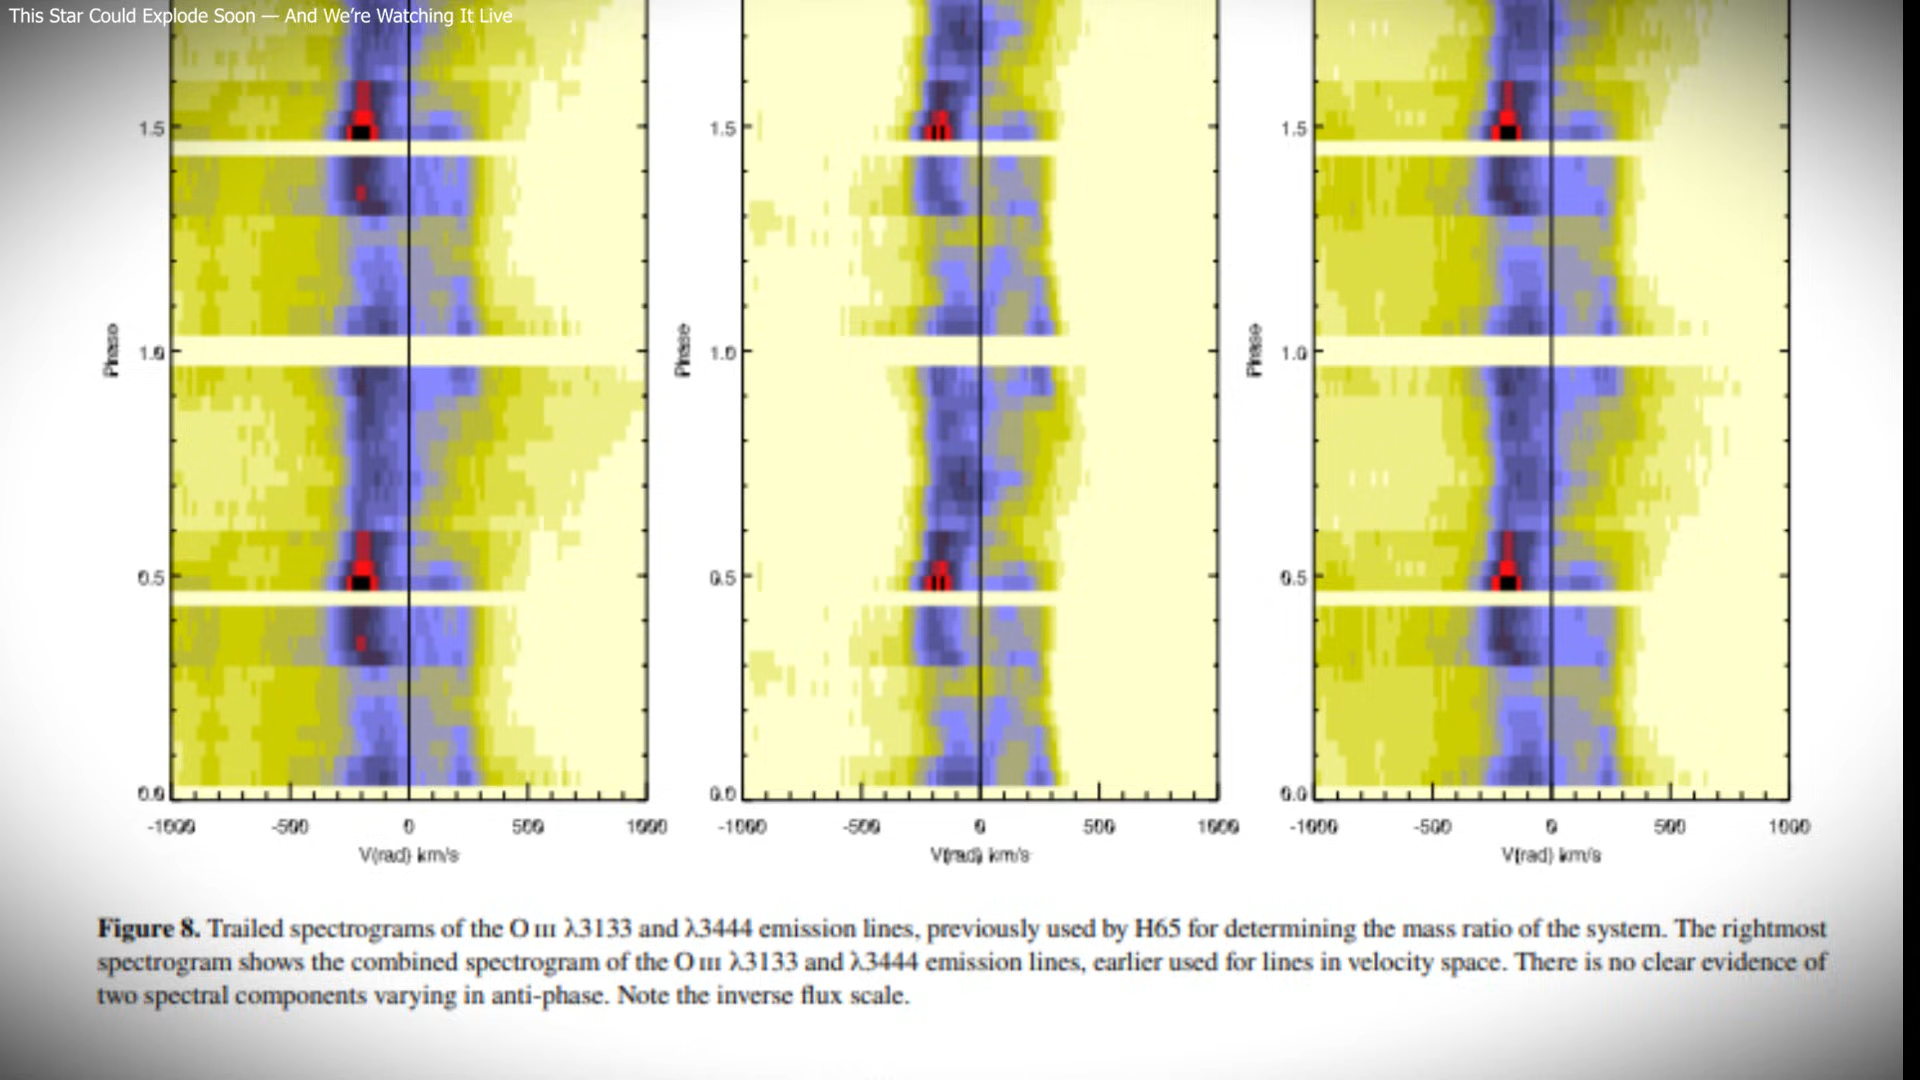 This Star Could Explode Soon — And We're Watching It Live
1.5 1.5 1.5
Phase Phase Phase
1.0 1.0 1.0
0.5 0.5 0.5
0.0 0.0 0.0
-1000 -500 0 500 1000 -1000 -500 0 500 1000 -1000 -500 0 500 1000
V(rad) km/s V(rad) km/s V(rad) km/s
Figure 8. Trailed spectrograms of the O III λ3133 and λ3444 emission lines, previously used by H65 for determining the mass ratio of the system. The rightmost
spectrogram shows the combined spectrogram of the O III λ3133 and λ3444 emission lines, earlier used for lines in velocity space. There is no clear evidence of
two spectral components varying in anti-phase. Note the inverse flux scale.